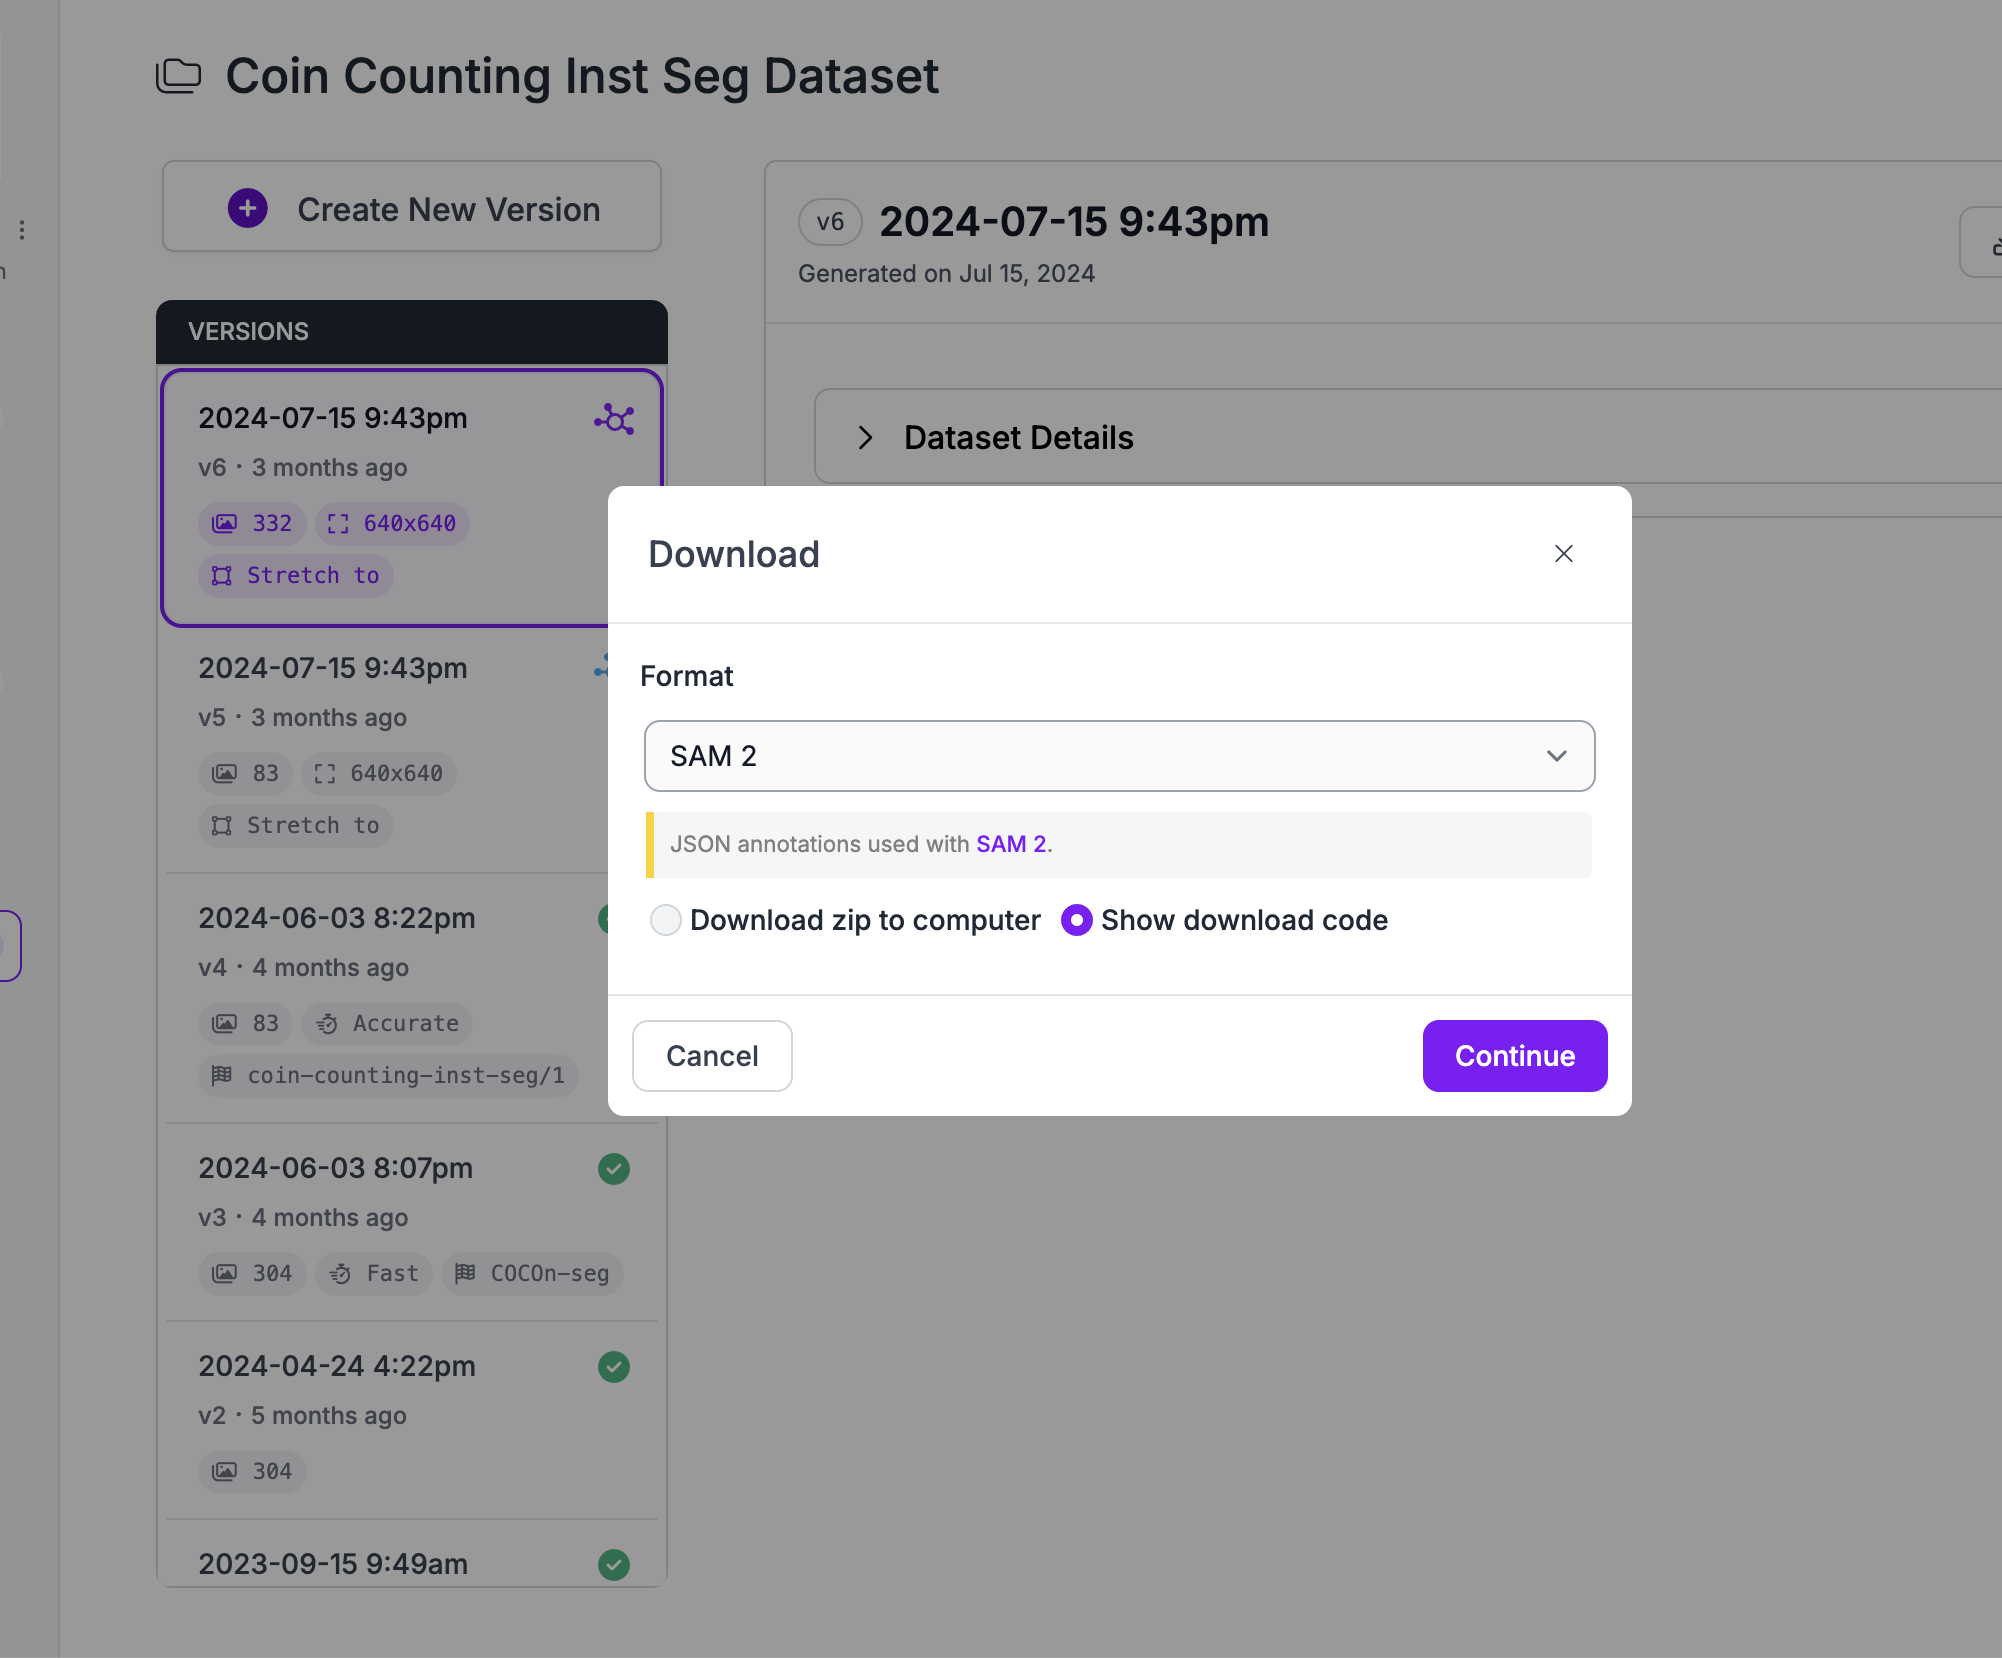 Coin Counting Inst Seg Dataset
Create New Version
VERSIONS
2024-07-15 9:43pm
v6 · 3 months ago
332 640x640
Stretch to
2024-07-15 9:43pm
v5 · 3 months ago
83 640x640
Stretch to
2024-06-03 8:22pm
v4 · 4 months ago
83 Accurate
coin-counting-inst-seg/1
2024-06-03 8:07pm
v3 · 4 months ago
304 Fast COCOn-seg
2024-04-24 4:22pm
v2 · 5 months ago
304
2023-09-15 9:49am
v6 2024-07-15 9:43pm
Generated on Jul 15, 2024
Dataset Details
Download
Format
SAM 2
JSON annotations used with SAM 2.
Download zip to computer Show download code
Cancel Continue